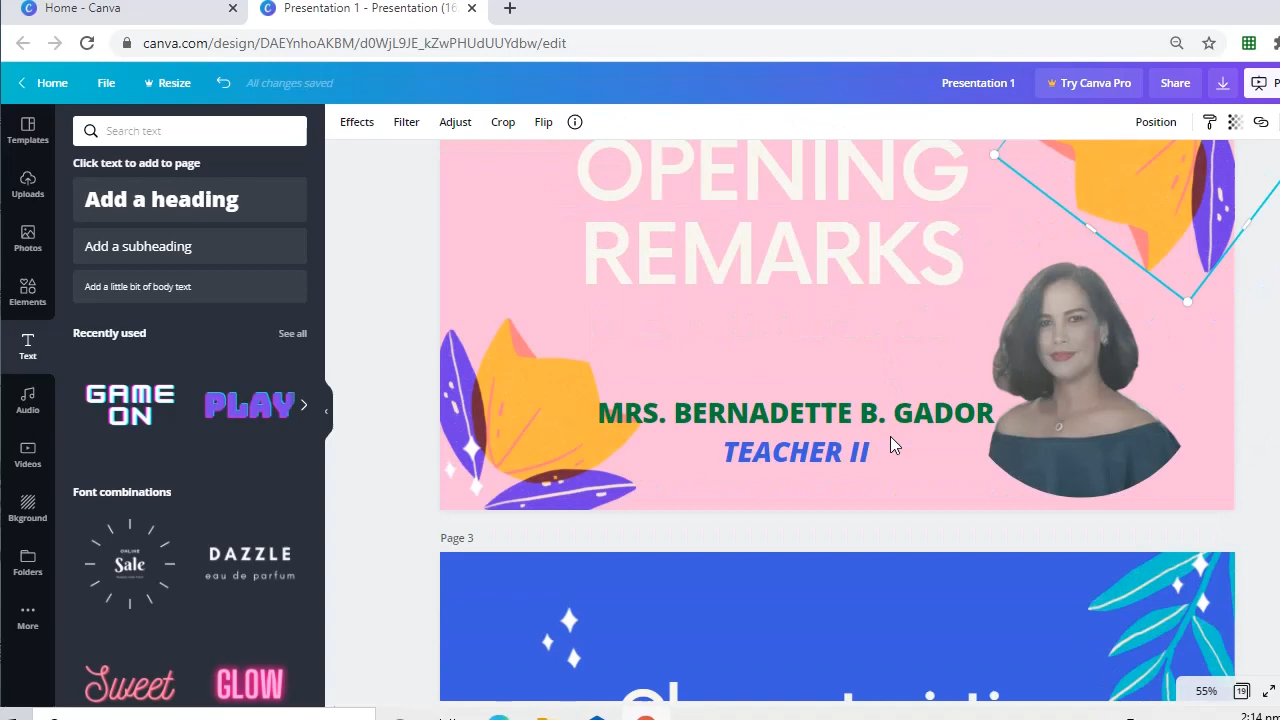 Home - Canva
Presentation 1 - Presentation (16
canva.com/design/DAEYnhoAKBM/d0WjL9JE_kZwPHUdUUYdbw/edit
Home File Resize All changes saved Presentation 1 Try Canva Pro Share P
Templates
Uploads
Photos
Elements
Text
Audio
Videos
Bkground
Folders
More
Search text
Click text to add to page
Add a heading
Add a subheading
Add a little bit of body text
Recently used See all
GAME
ON
PLAY
Font combinations
ONLINE
Sale
DAZZLE
eau de parfum
Sweet
GLOW
Effects Filter Adjust Crop Flip Position
OPENING
REMARKS
MRS. BERNADETTE B. GADOR
TEACHER II
Page 3
55% 19
2:14 pm